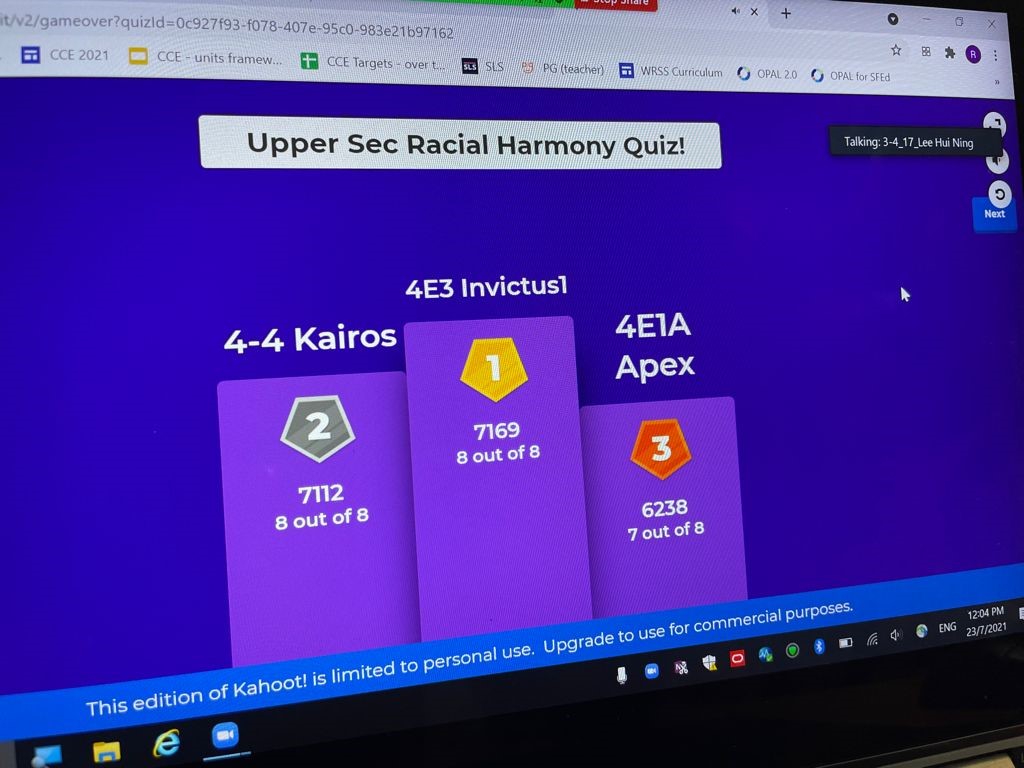 Stop Share
it/v2/gameover?quizId=0c927f93-f078-407e-95c0-983e21b97162
CCE 2021
CCE - units framew...
CCE Targets - over t...
SLS
SLS
PG (teacher)
WRSS Curriculum
OPAL 2.0
OPAL for SFEd
R
»
Upper Sec Racial Harmony Quiz!
Talking: 3-4_17_Lee Hui Ning
Next
4E3 Invictus1
4-4 Kairos
4E1A
Apex
1
7169
8 out of 8
2
7112
8 out of 8
3
6238
7 out of 8
This edition of Kahoot! is limited to personal use. Upgrade to use for commercial purposes.
ENG
12:04 PM
23/7/2021